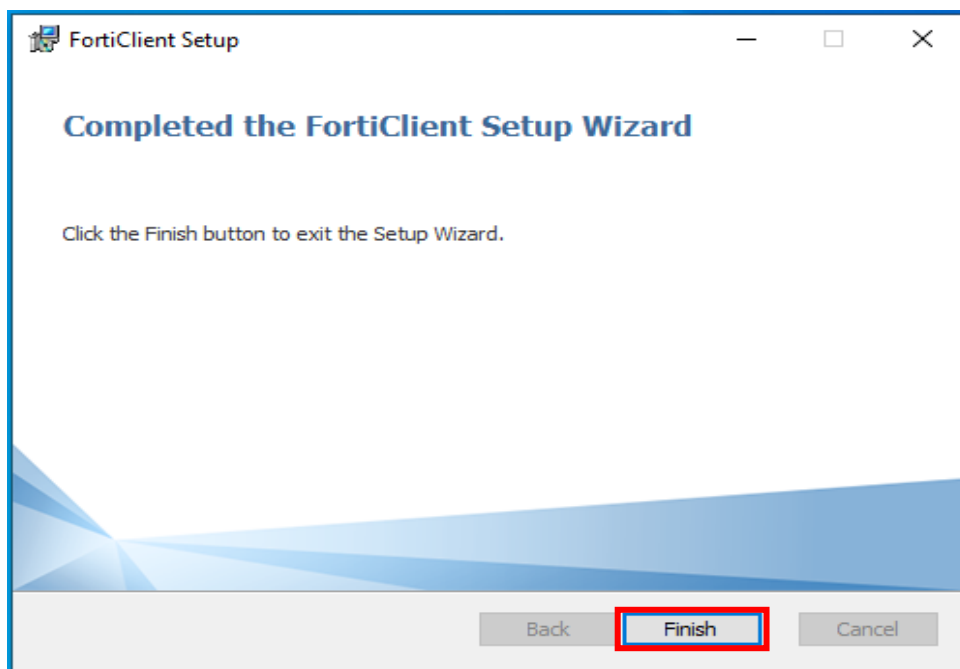 FortiClient Setup
Completed the FortiClient Setup Wizard
Click the Finish button to exit the Setup Wizard.
Back Finish Cancel